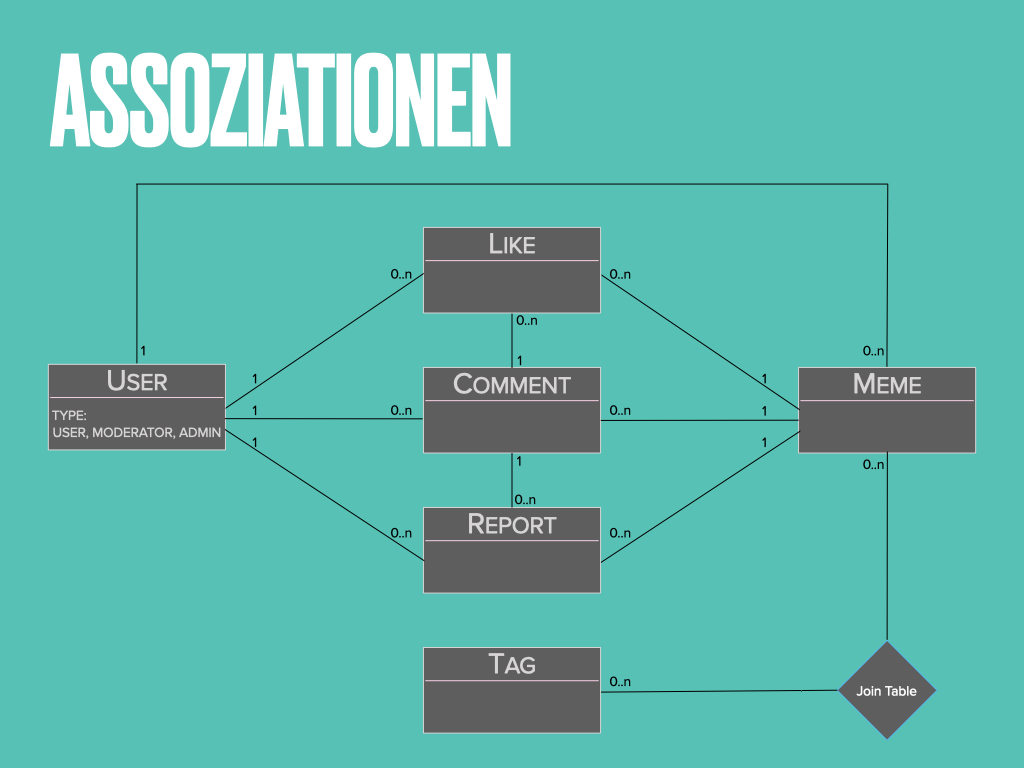 ASSOZIATIONEN
LIKE
0..n
0..n
0..n
1
1
0..n
USER
TYPE:
USER, MODERATOR, ADMIN
1
1
1
COMMENT
0..n
0..n
1
1
1
MEME
0..n
1
0..n
REPORT
0..n
0..n
TAG
0..n
Join Table